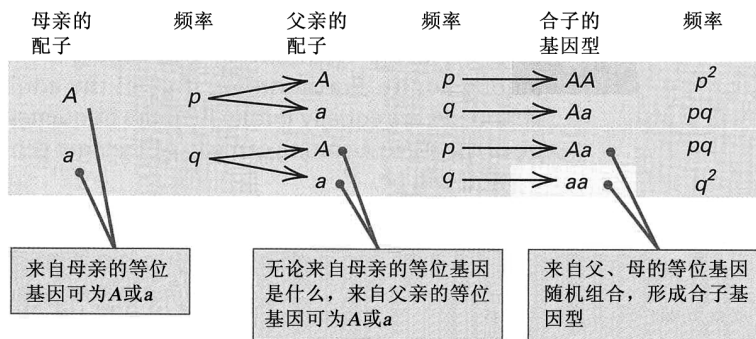 母亲的 频率 父亲的 频率 合子的 频率
配子 配子 基因型
A p A p AA p²
a q Aa pq
a q A p Aa pq
a q aa q²
来自母亲的等位
基因可为A或a
无论来自母亲的等位基因
是什么，来自父亲的等位
基因可为A或a
来自父、母的等位基因
随机组合，形成合子基
因型